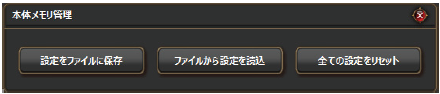 本体メモリ管理
設定をファイルに保存
ファイルから設定を読込
全ての設定をリセット